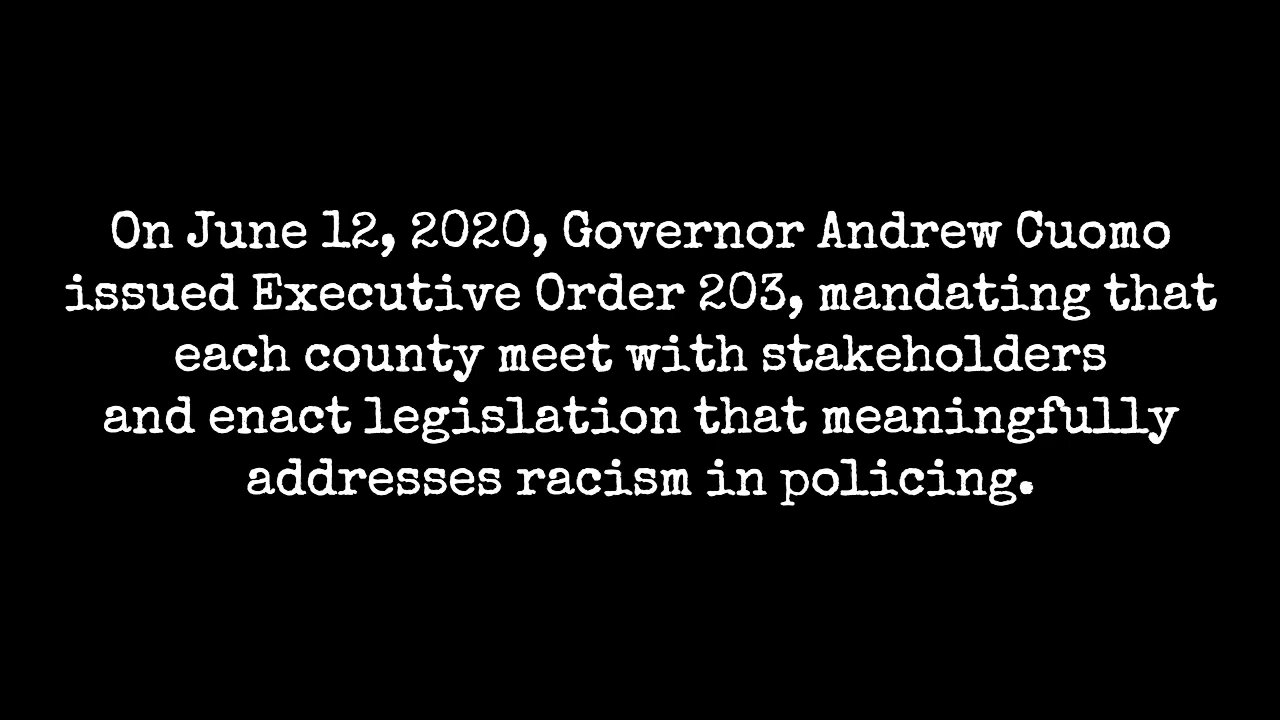 On June 12, 2020, Governor Andrew Cuomo
issued Executive Order 203, mandating that
each county meet with stakeholders
and enact legislation that meaningfully
addresses racism in policing.